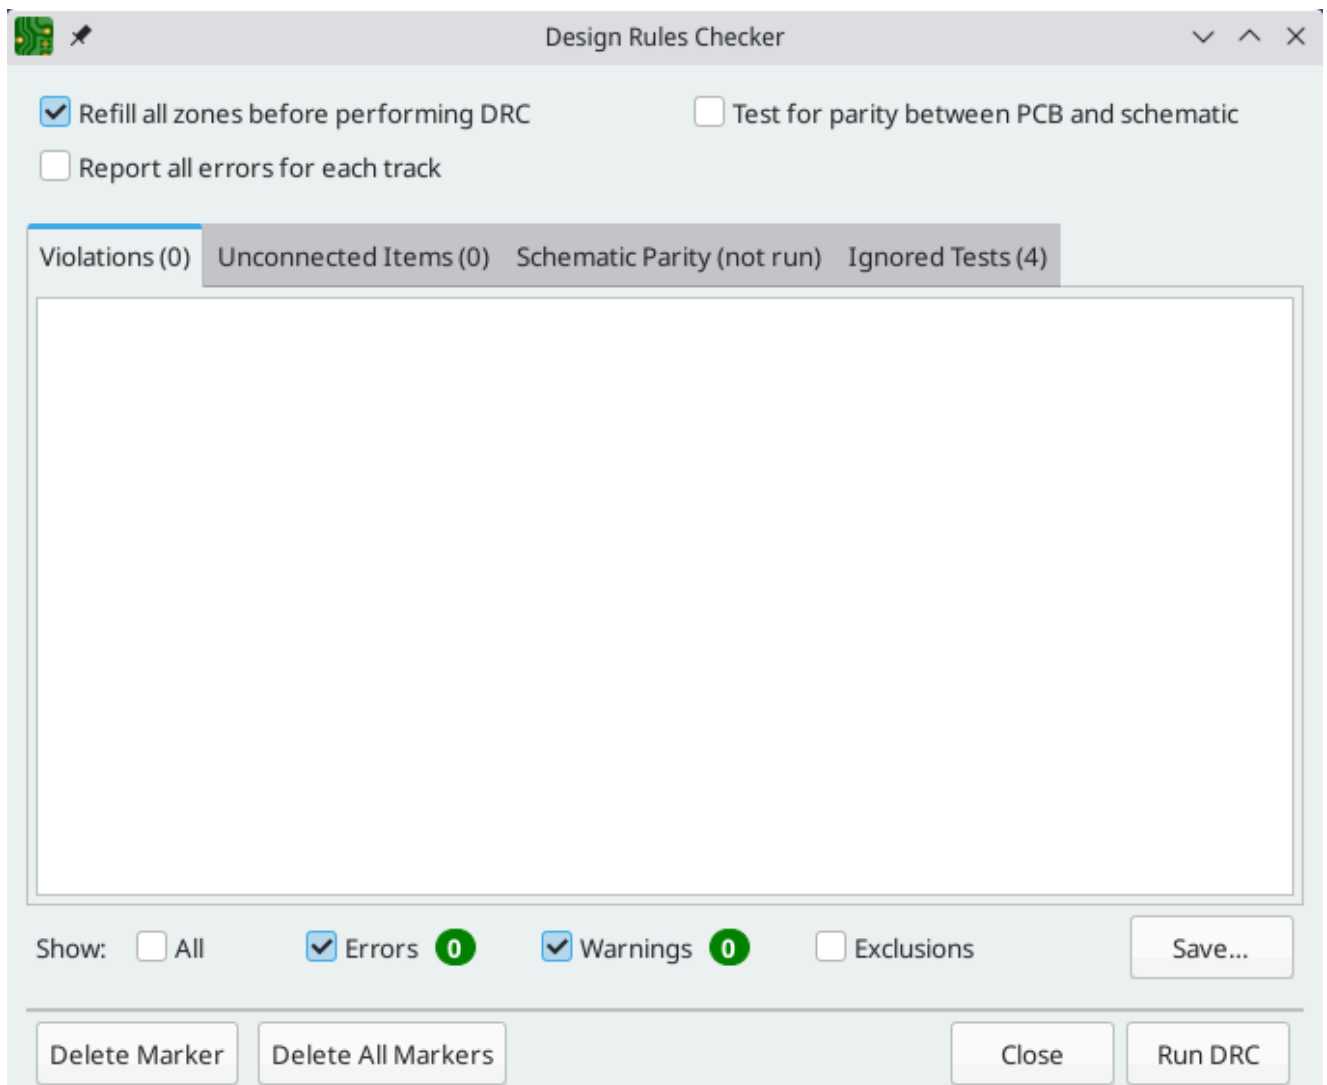 Design Rules Checker
Refill all zones before performing DRC
Test for parity between PCB and schematic
Report all errors for each track
Violations (0) Unconnected Items (0) Schematic Parity (not run) Ignored Tests (4)
Show: All Errors 0 Warnings 0 Exclusions Save...
Delete Marker Delete All Markers Close Run DRC